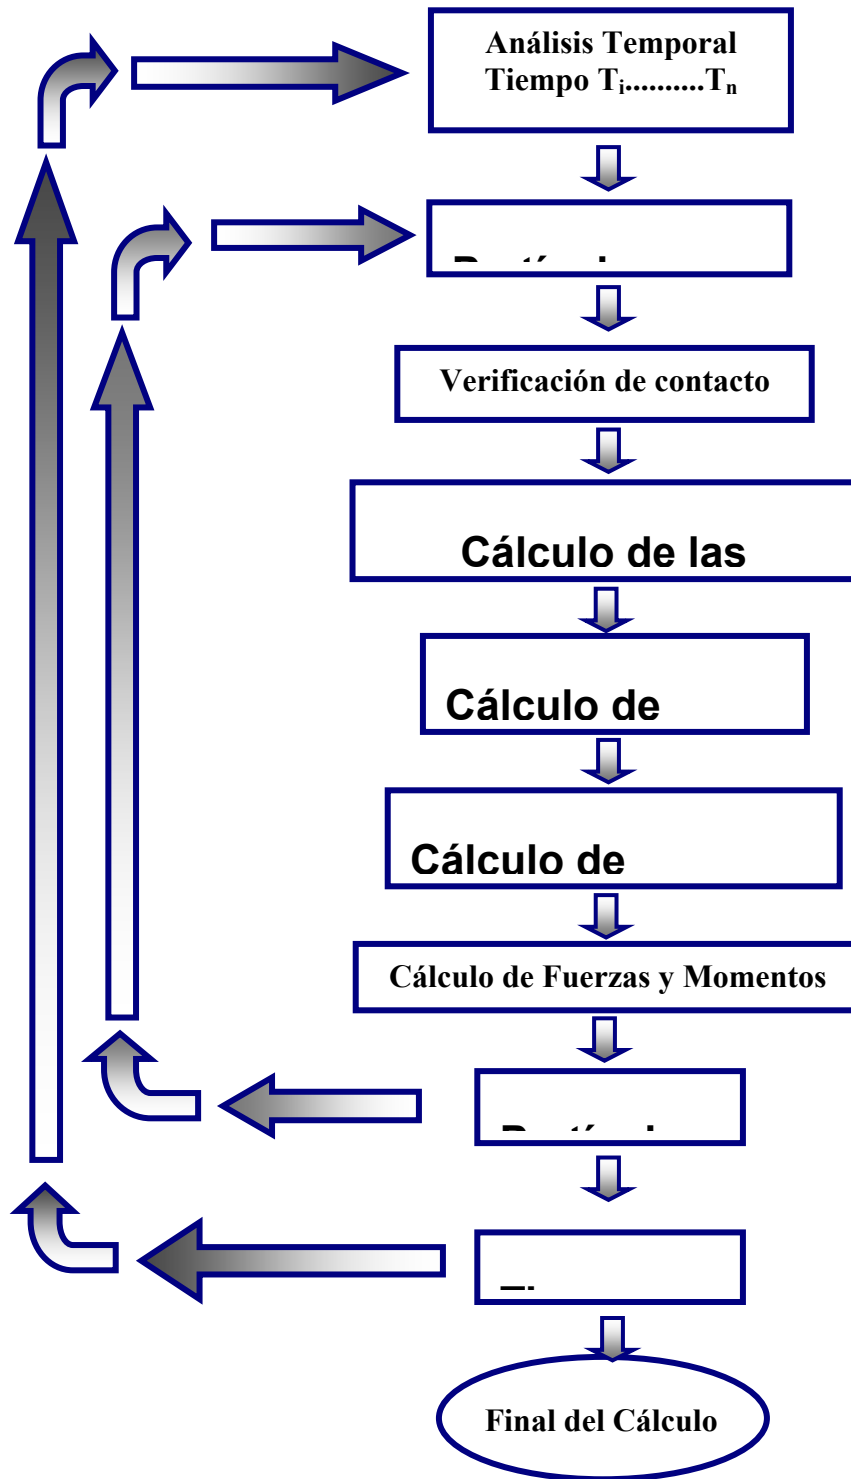 Análisis Temporal
Tiempo Ti..........Tn
Verificación de contacto
Cálculo de las
Cálculo de
Cálculo de
Cálculo de Fuerzas y Momentos
Final del Cálculo